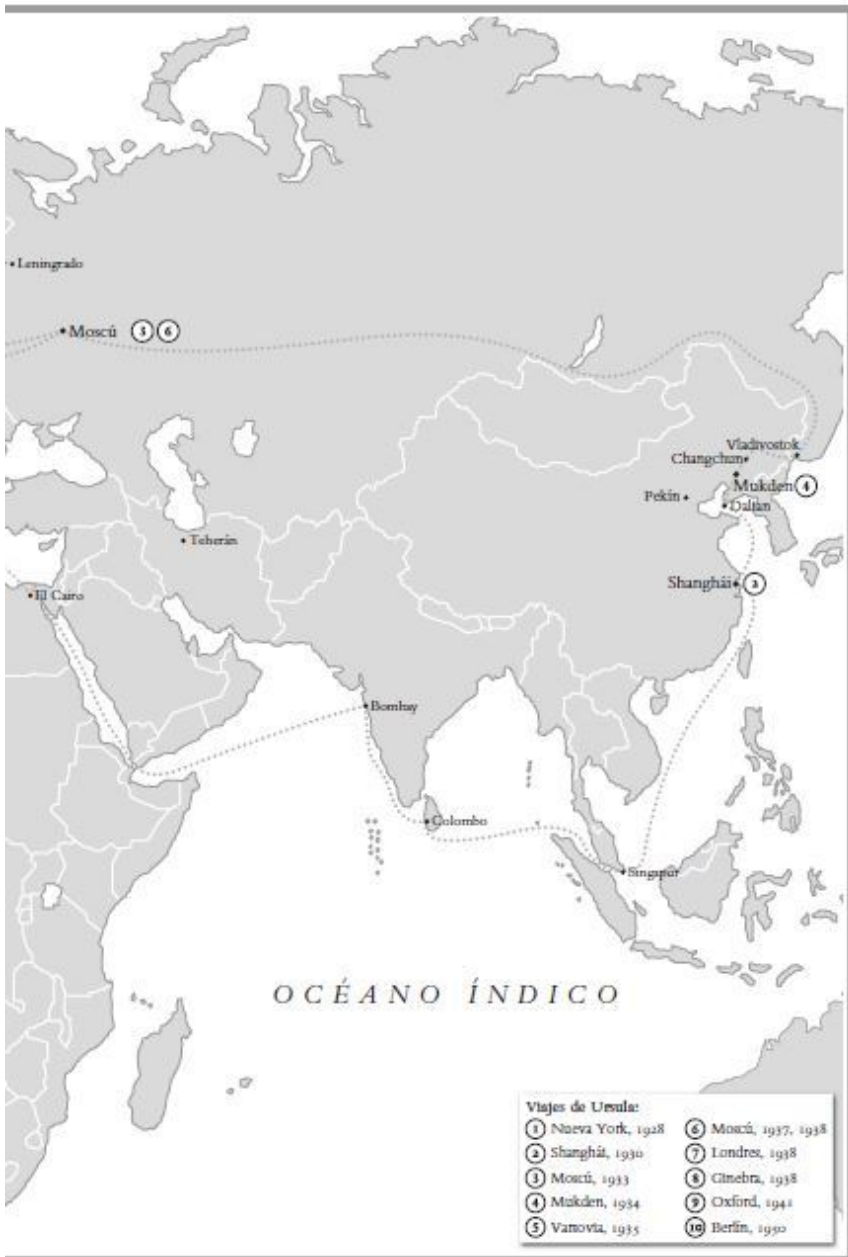 Leningrado
Moscú 3 6
Vladivostok
Changchun
Mukden 4
Pekín
Dalian
Teherán
Shanghái 2
El Cairo
Bombay
Colombo
Singapur
OCÉANO ÍNDICO
Viajes de Ursula:
1 Nueva York, 1928
2 Shanghái, 1930
3 Moscú, 1933
4 Mukden, 1934
5 Varsovia, 1935
6 Moscú, 1937, 1938
7 Londres, 1938
8 Ginebra, 1938
9 Oxford, 1941
10 Berlín, 1950